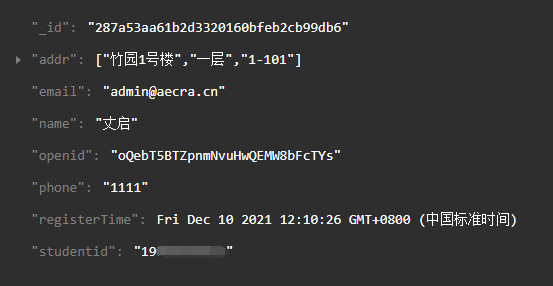 "_id": "287a53aa61b2d3320160bfeb2cb99db6"
"addr": ["竹园1号楼","一层","1-101"]
"email": "admin@aecra.cn"
"name": "丈启"
"openid": "oQebT5BTZpnmNvuHwQEMW8bFcTYs"
"phone": "1111"
"registerTime": Fri Dec 10 2021 12:10:26 GMT+0800 (中国标准时间)
"studentid": "19"